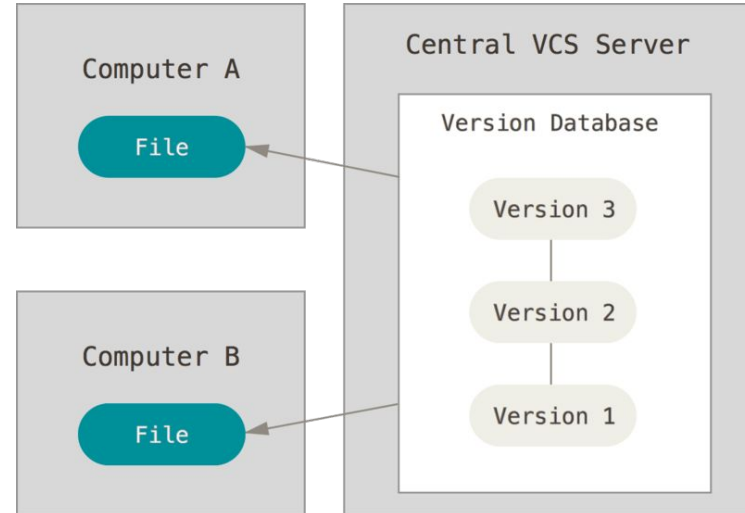 Computer A
File
Computer B
File
Central VCS Server
Version Database
Version 3
Version 2
Version 1